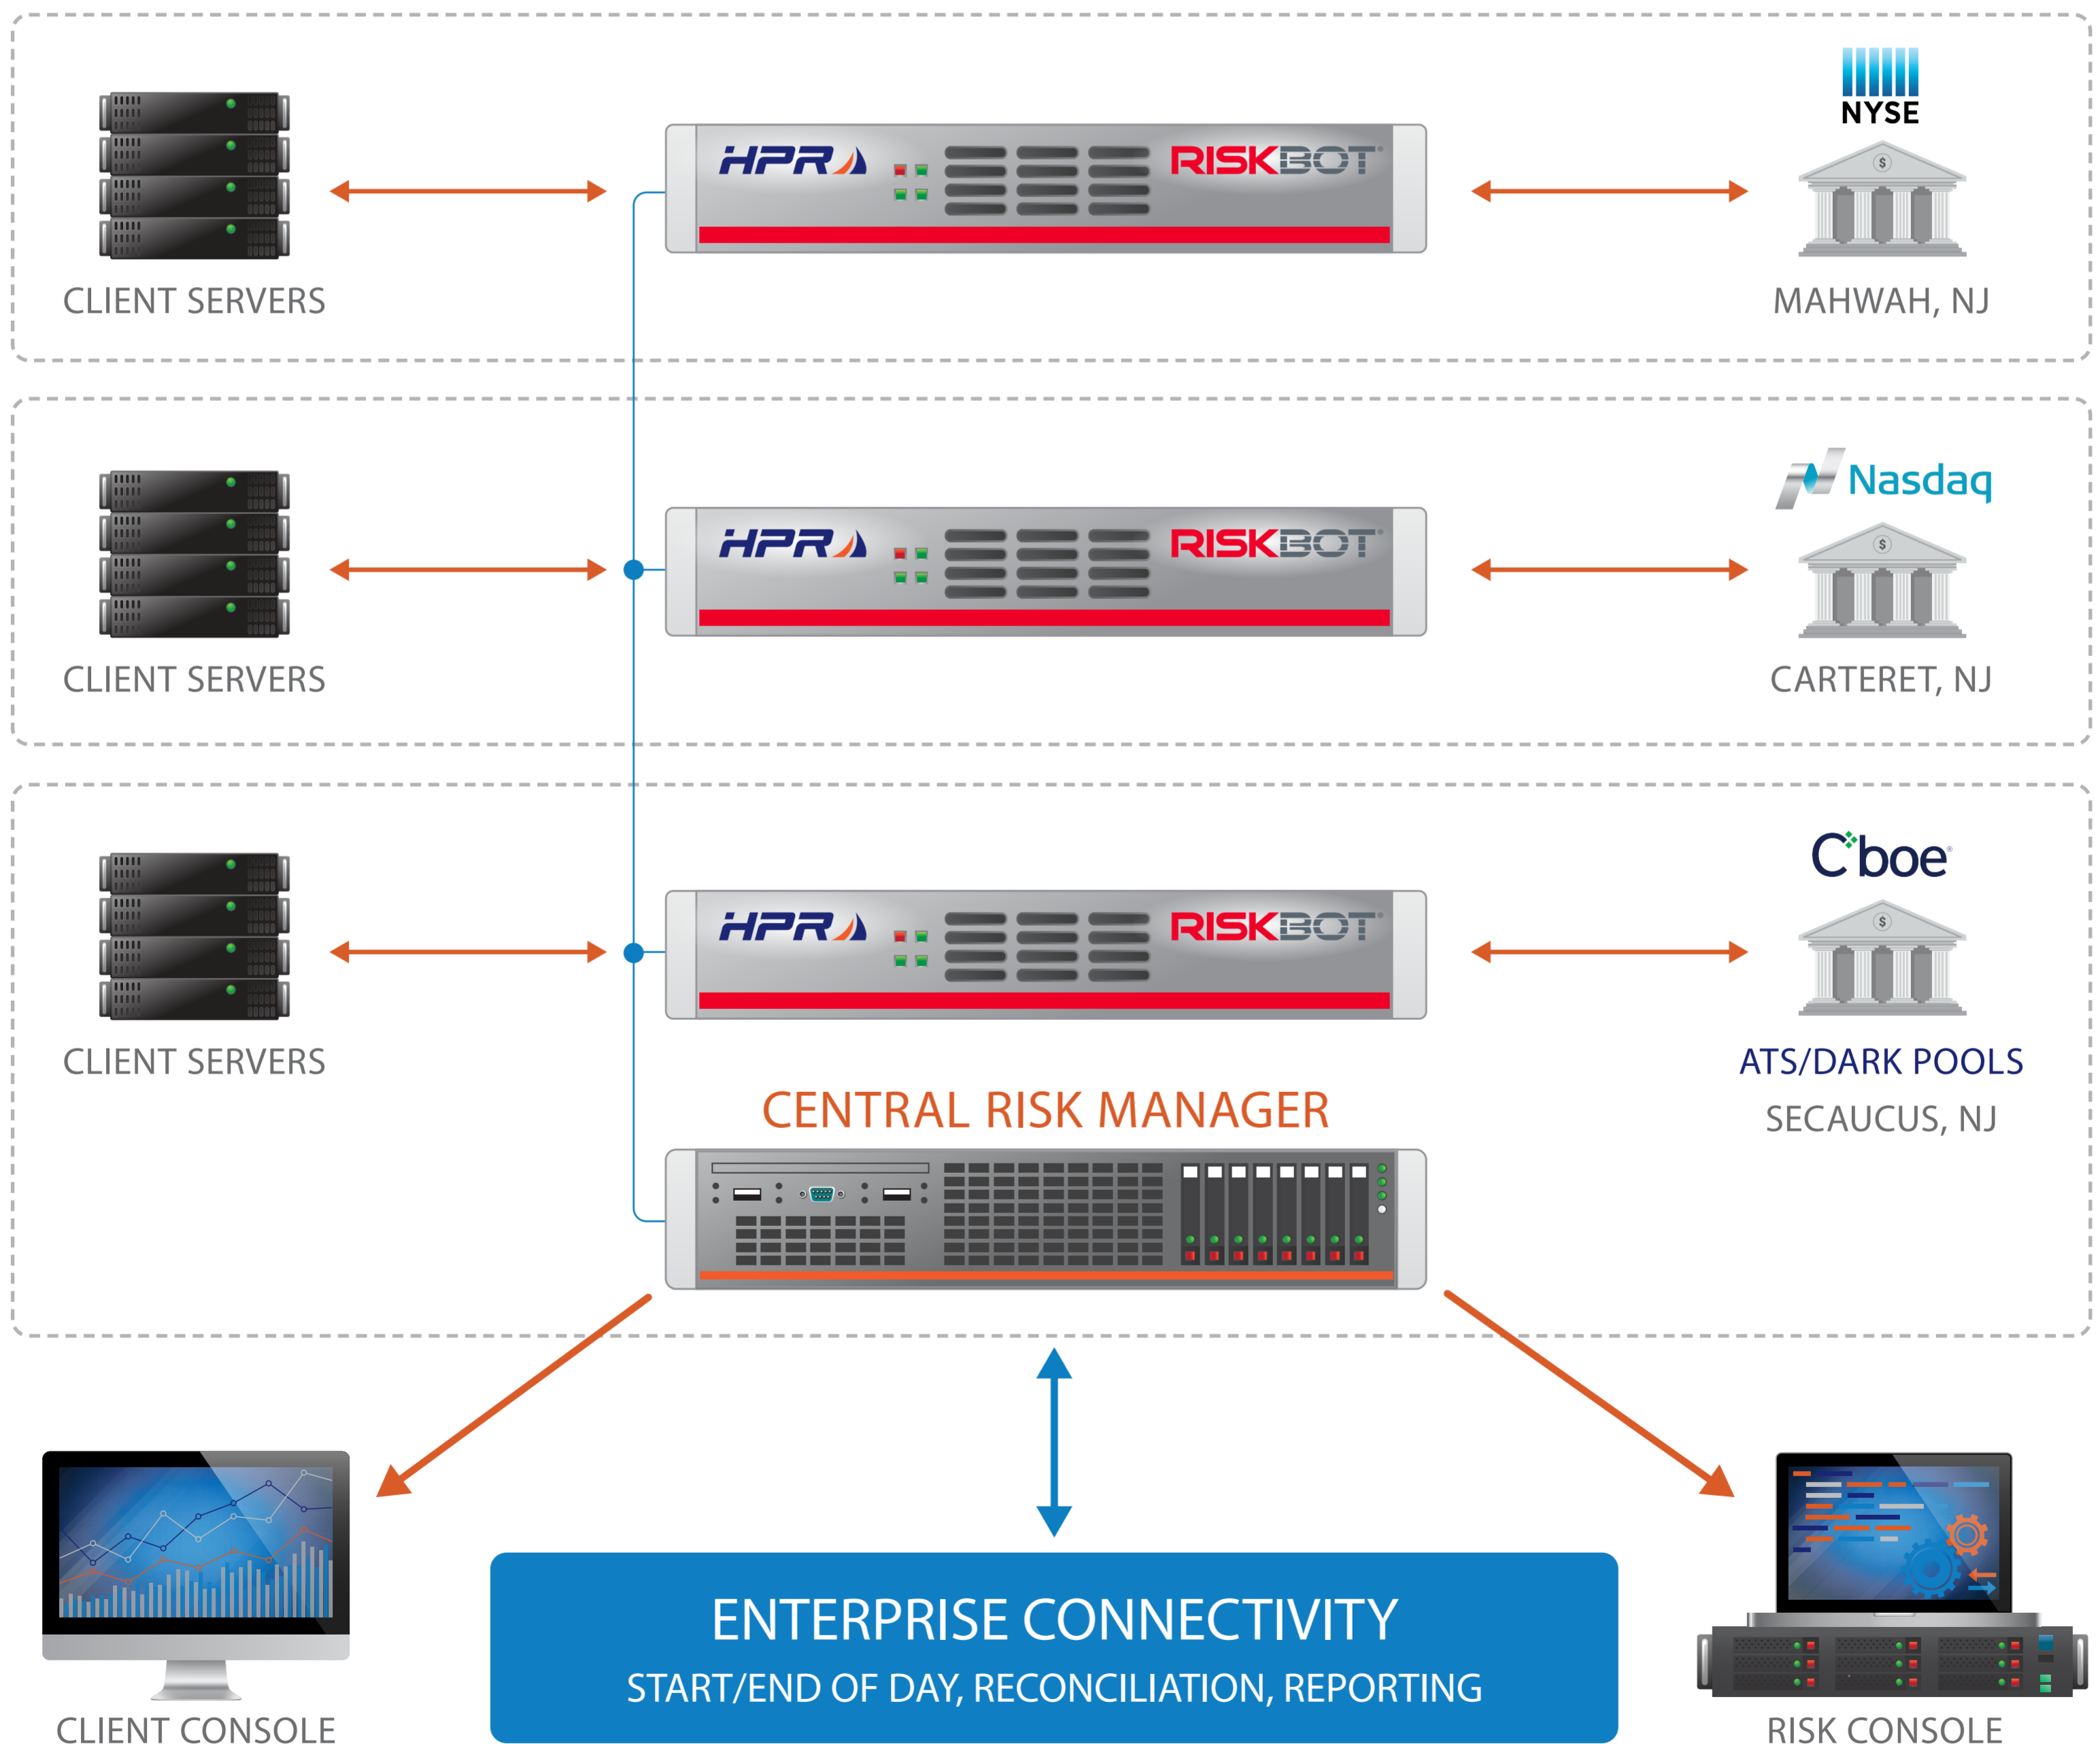 NYSE
HPR RISKBOT®
CLIENT SERVERS
MAHWAH, NJ
Nasdaq
HPR RISKBOT®
CLIENT SERVERS
CARTERET, NJ
Cboe®
HPR RISKBOT®
CLIENT SERVERS
ATS/DARK POOLS
SECAUCUS, NJ
CENTRAL RISK MANAGER
ENTERPRISE CONNECTIVITY
START/END OF DAY, RECONCILIATION, REPORTING
CLIENT CONSOLE
RISK CONSOLE